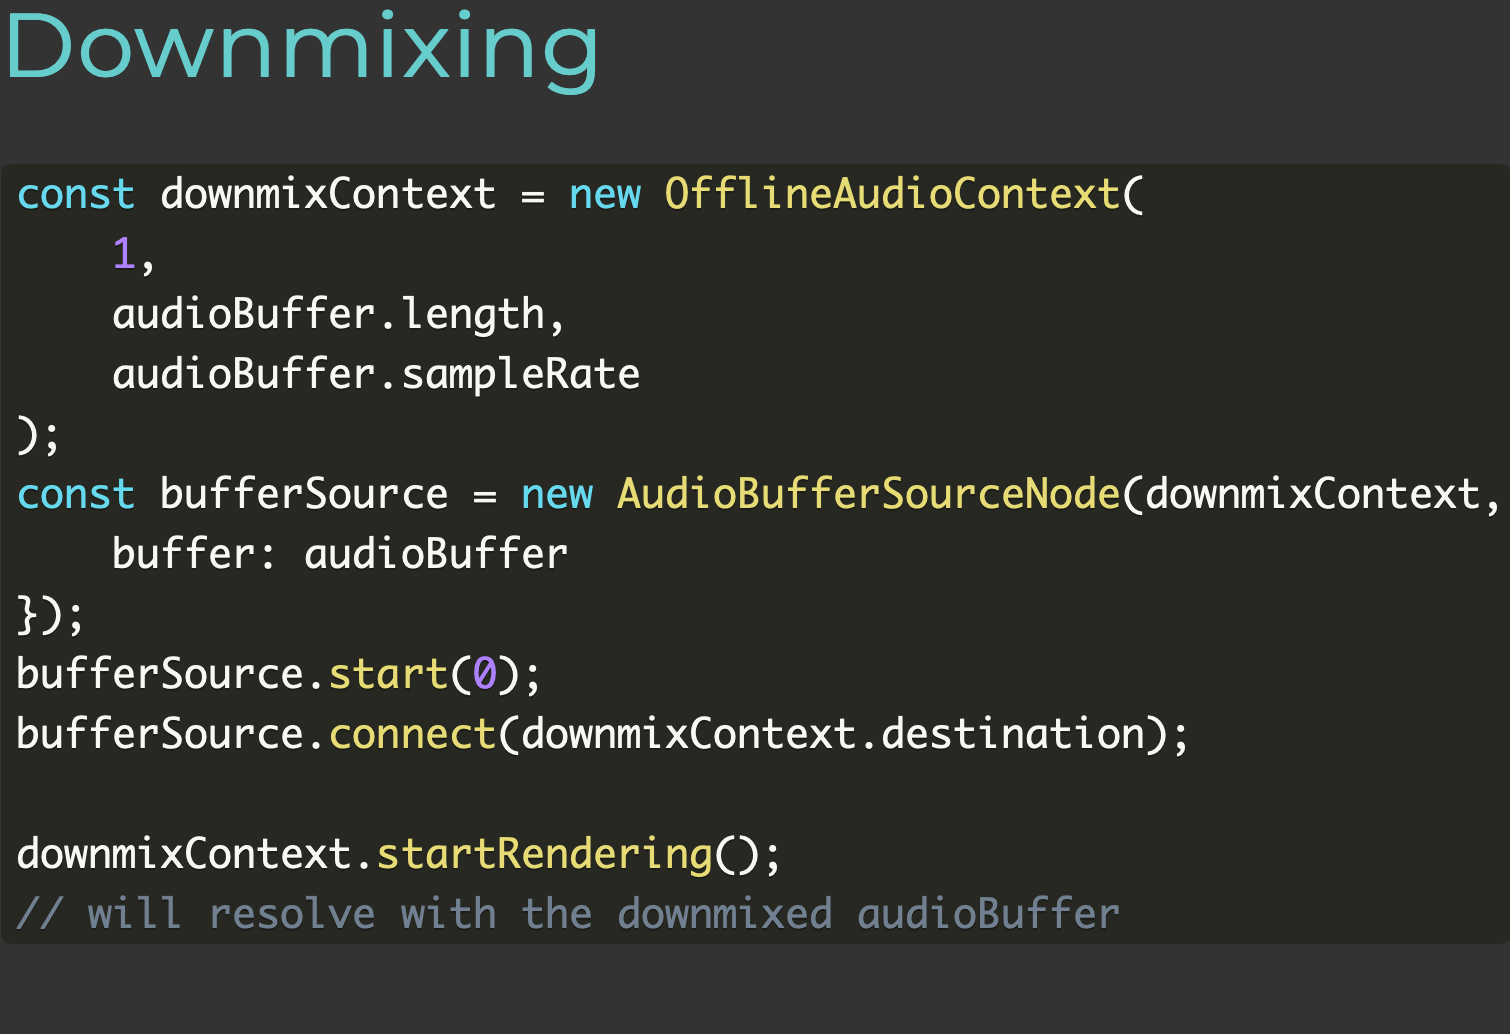 Downmixing
const downmixContext = new OfflineAudioContext(
    1,
    audioBuffer.length,
    audioBuffer.sampleRate
);
const bufferSource = new AudioBufferSourceNode(downmixContext,
    buffer: audioBuffer
});
bufferSource.start(0);
bufferSource.connect(downmixContext.destination);

downmixContext.startRendering();
// will resolve with the downmixed audioBuffer